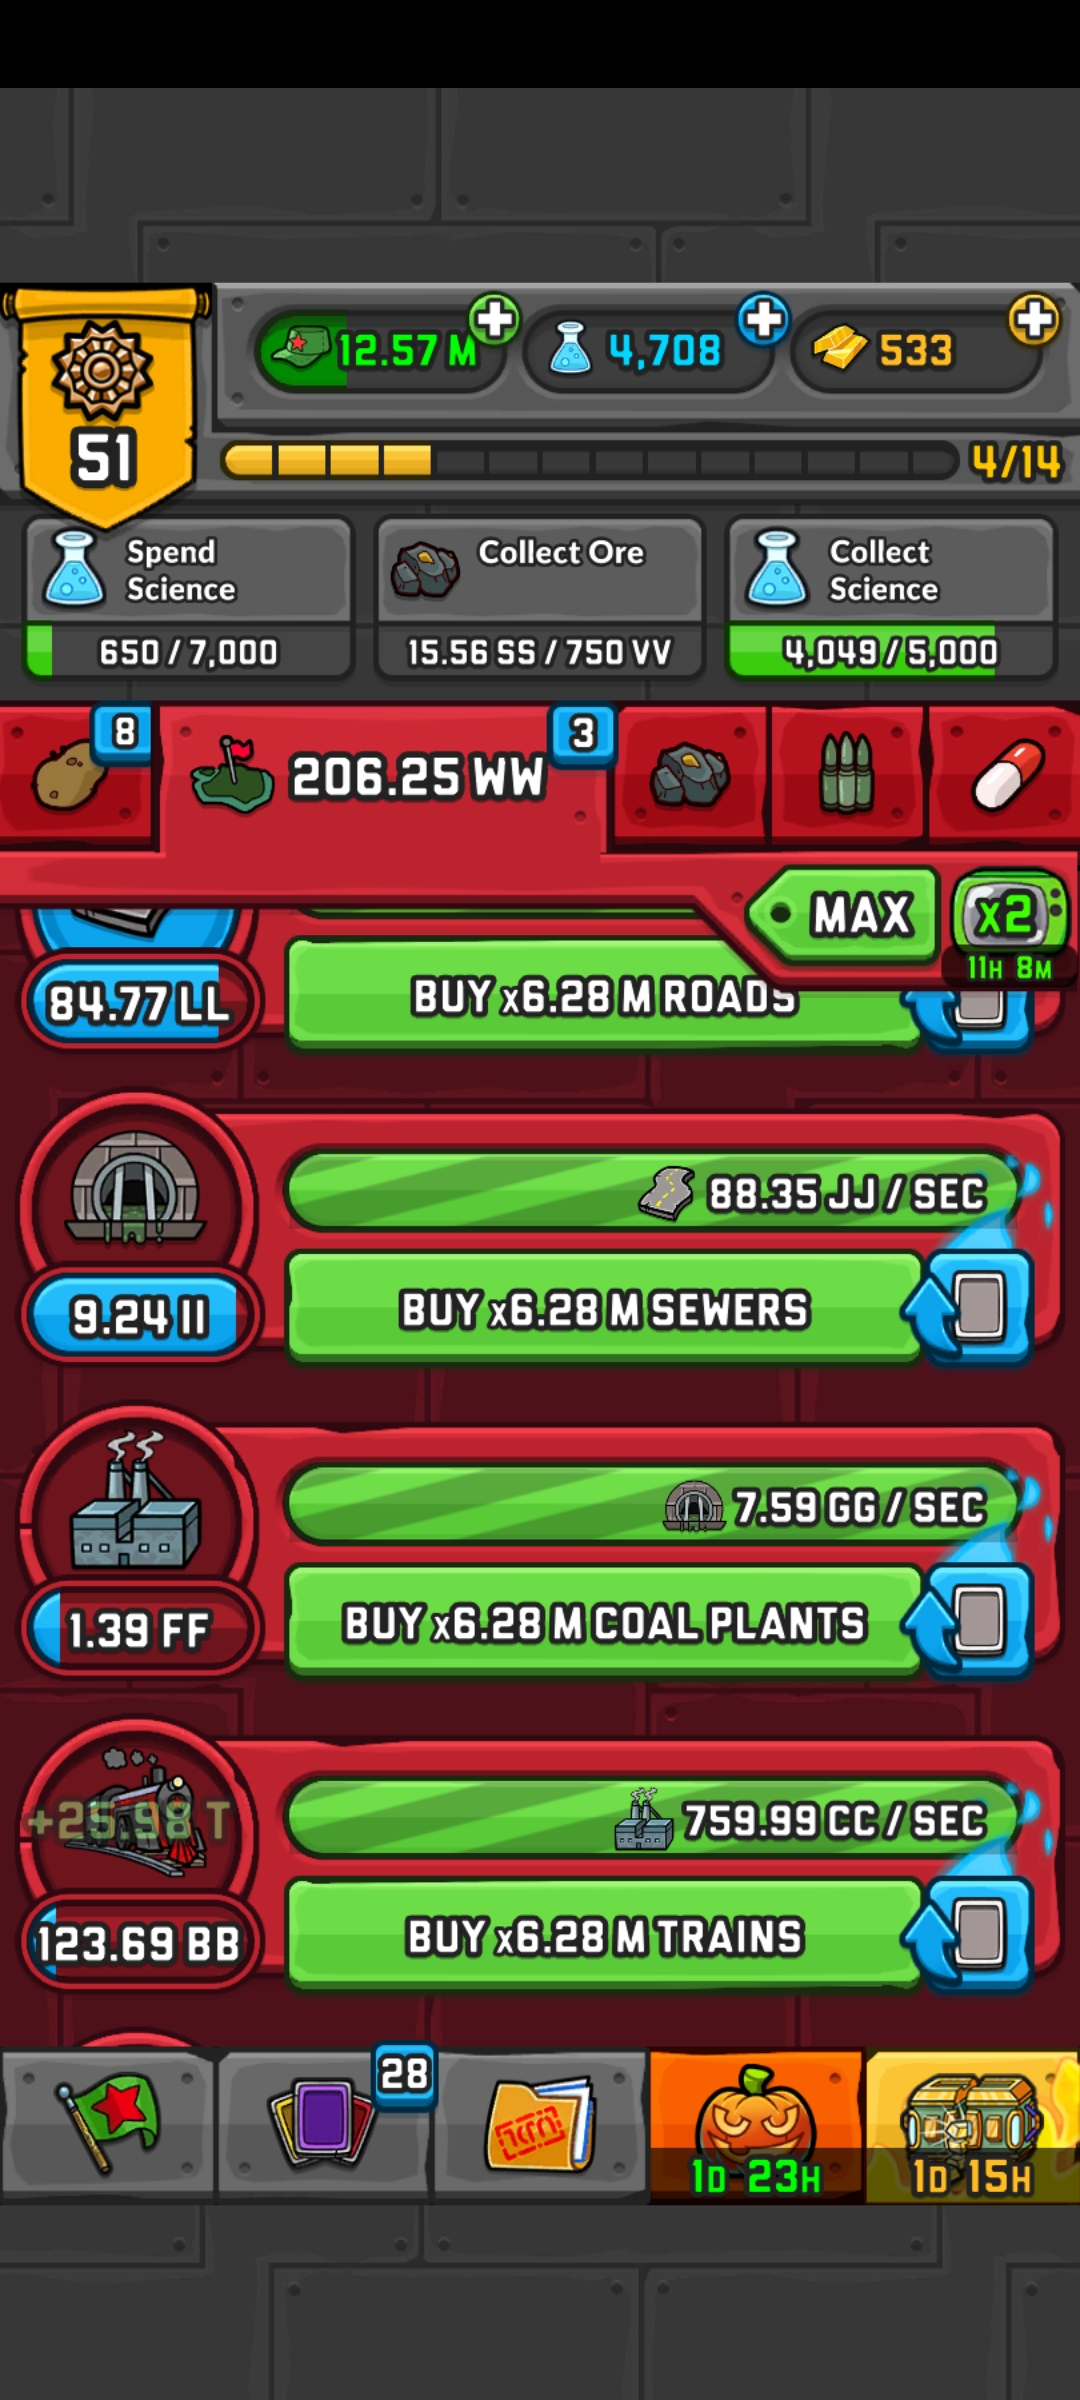 51
12.57 M
4,708
533
4/14
Spend
Science
650 / 7,000
Collect Ore
15.56 SS / 750 VV
Collect
Science
4,049 / 5,000
8
206.25 WW
3
MAX
x2
11H 8M
84.77 LL
BUY x6.28 M ROADS
88.35 JJ / SEC
9.24 II
BUY x6.28 M SEWERS
7.59 GG / SEC
1.39 FF
BUY x6.28 M COAL PLANTS
+25.98 T
759.99 CC / SEC
123.69 BB
BUY x6.28 M TRAINS
28
1D 23H
1D 15H